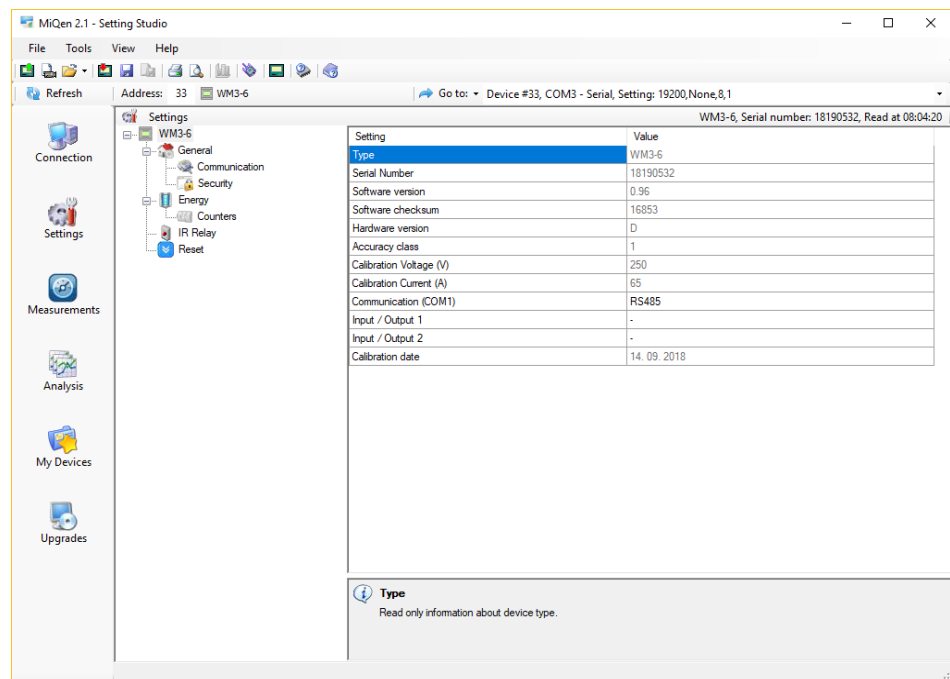 MiQen 2.1 - Setting Studio
File Tools View Help
Refresh Address: 33 WM3-6 Go to: Device #33, COM3 - Serial, Setting: 19200,None,8,1
Settings WM3-6, Serial number: 18190532, Read at 08:04:20
Connection
Settings
Measurements
Analysis
My Devices
Upgrades
WM3-6
General
Communication
Security
Energy
Counters
IR Relay
Reset
Setting Value
Type WM3-6
Serial Number 18190532
Software version 0.96
Software checksum 16853
Hardware version D
Accuracy class 1
Calibration Voltage (V) 250
Calibration Current (A) 65
Communication (COM1) RS485
Input / Output 1 -
Input / Output 2 -
Calibration date 14. 09. 2018
Type
Read only information about device type.